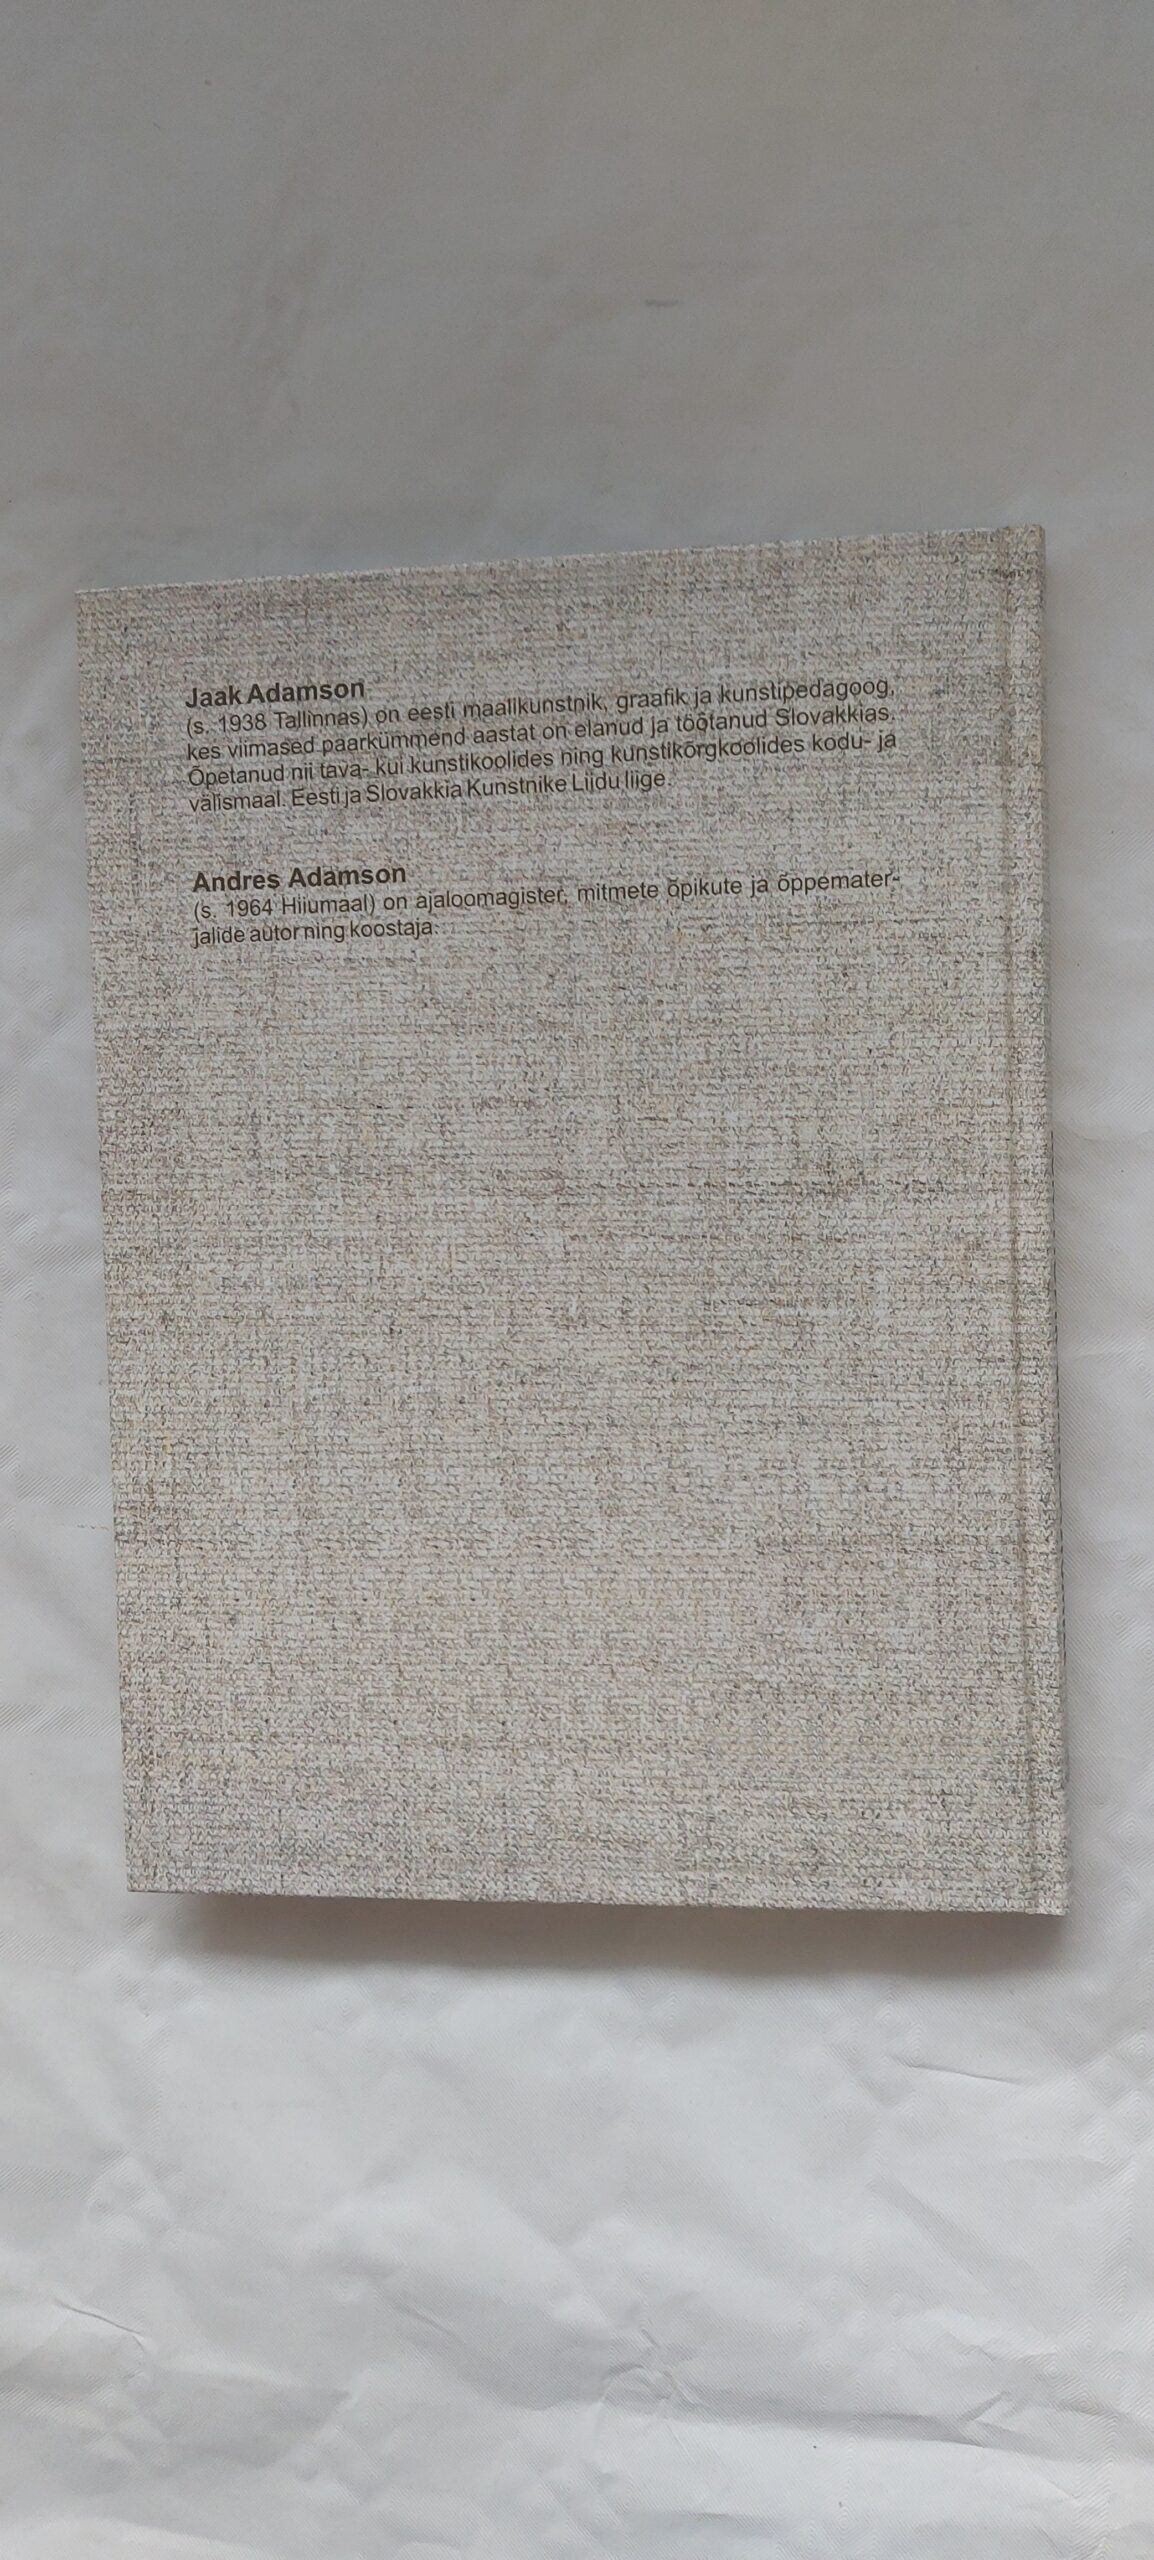 Jaak Adamson
(s. 1938 Tallinnas) on eesti maalikunstnik, graafik ja kunstipedagoog,
kes viimased paarkümmend aastat on elanud ja töötanud Slovakkias.
Õpetanud nii tava- kui kunstikoolides ning kunstikõrgkoolides kodu- ja
välismaal. Eesti ja Slovakkia Kunstnike Liidu liige.
Andres Adamson
(s. 1964 Hiiumaal) on ajaloomagister, mitmete õpikute ja õppemater-
jalide autor ning koostaja.